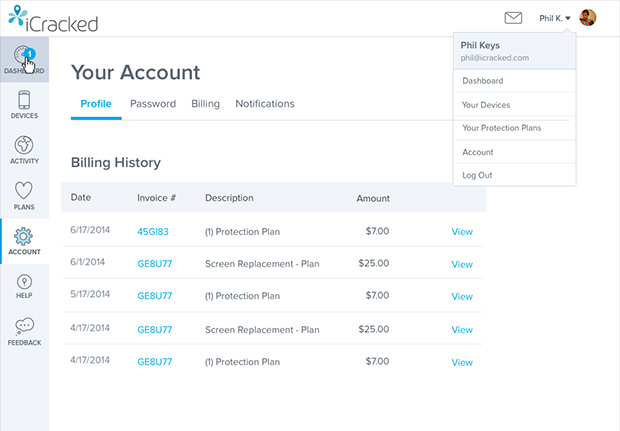 iCracked
Phil K.
Phil Keys
phil@icracked.com
Dashboard
Your Devices
Your Protection Plans
Account
Log Out
1
DASHBOARD
DEVICES
ACTIVITY
PLANS
ACCOUNT
HELP
FEEDBACK
Your Account
Profile Password Billing Notifications
Billing History
Date Invoice # Description Amount
6/17/2014 45GI83 (1) Protection Plan $7.00 View
6/1/2014 GE8U77 Screen Replacement - Plan $25.00 View
5/17/2014 GE8U77 (1) Protection Plan $7.00 View
4/17/2014 GE8U77 Screen Replacement - Plan $25.00 View
4/17/2014 GE8U77 (1) Protection Plan $7.00 View